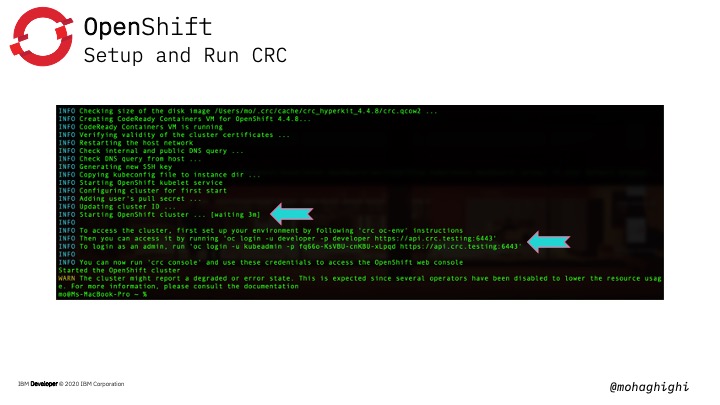 OpenShift
Setup and Run CRC
INFO Checking size of the disk image /Users/mo/.crc/cache/crc_hyperkit_4.4.8/crc.qcow2 ...
INFO Creating CodeReady Containers VM for OpenShift 4.4.8...
INFO CodeReady Containers VM is running
INFO Verifying validity of the cluster certificates ...
INFO Restarting the host network
INFO Check internal and public DNS query ...
INFO Check DNS query from host ...
INFO Generating new SSH key
INFO Copying kubeconfig file to instance dir ...
INFO Starting OpenShift kubelet service
INFO Configuring cluster for first start
INFO Adding user's pull secret ...
INFO Updating cluster ID ...
INFO Starting OpenShift cluster ... [waiting 3m]
INFO
INFO To access the cluster, first set up your environment by following 'crc oc-env' instructions
INFO Then you can access it by running 'oc login -u developer -p developer https://api.crc.testing:6443'
INFO To login as an admin, run 'oc login -u kubeadmin -p https://api.crc.testing:6443'
INFO
INFO You can now run 'crc console' and use these credentials to access the OpenShift web console
Started the OpenShift cluster
WARN The cluster might report a degraded or error state. This is expected since several operators have been disabled to lower the resource usag
e. For more information, please consult the documentation
mo@Ms-MacBook-Pro ~ %
IBM Developer © 2020 IBM Corporation
@mohaghighi